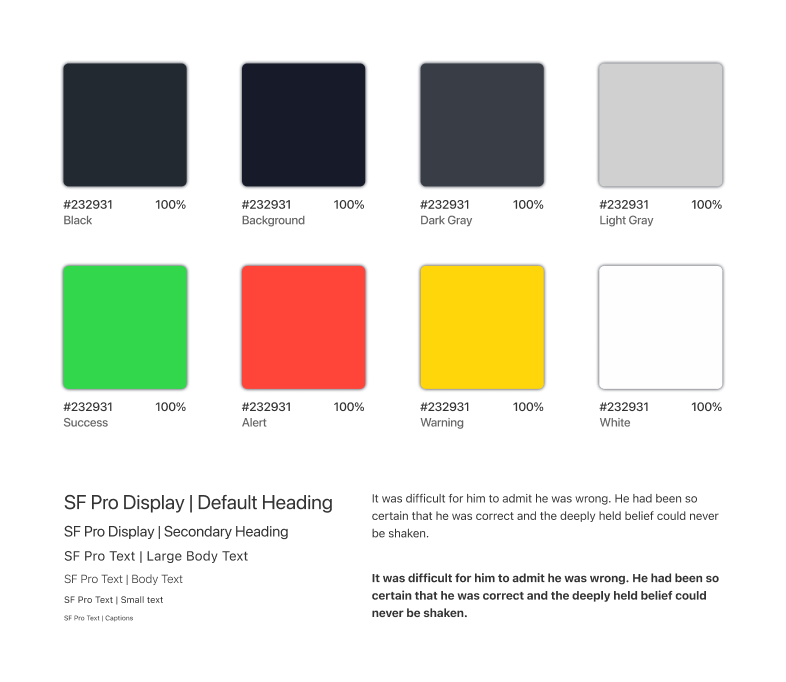 #232931 100%
Black
#232931 100%
Background
#232931 100%
Dark Gray
#232931 100%
Light Gray
#232931 100%
Success
#232931 100%
Alert
#232931 100%
Warning
#232931 100%
White
SF Pro Display | Default Heading
SF Pro Display | Secondary Heading
SF Pro Text | Large Body Text
SF Pro Text | Body Text
SF Pro Text | Small text
SF Pro Text | Captions
It was difficult for him to admit he was wrong. He had been so
certain that he was correct and the deeply held belief could never
be shaken.
It was difficult for him to admit he was wrong. He had been so
certain that he was correct and the deeply held belief could
never be shaken.